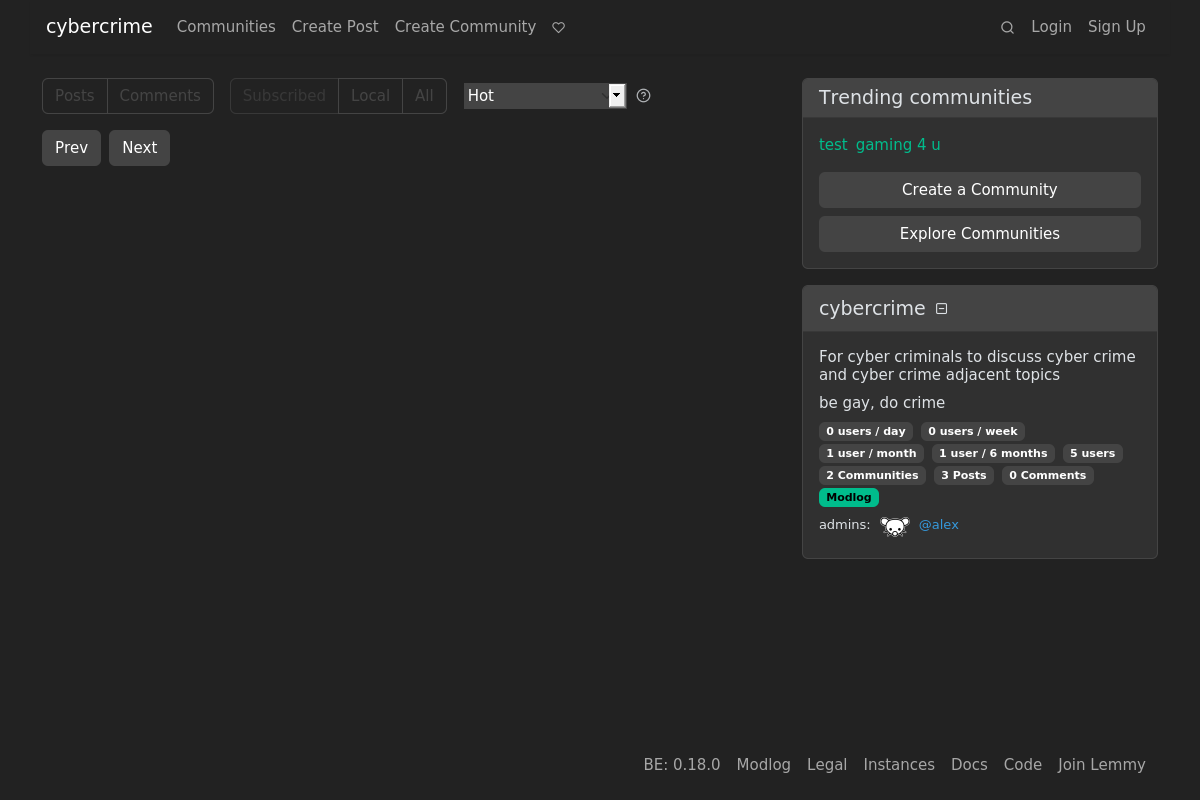 cybercrime Communities Create Post Create Community Login Sign Up
Posts Comments Subscribed Local All Hot
Prev Next
Trending communities
test gaming 4 u
Create a Community
Explore Communities
cybercrime
For cyber criminals to discuss cyber crime
and cyber crime adjacent topics
be gay, do crime
0 users / day 0 users / week
1 user / month 1 user / 6 months 5 users
2 Communities 3 Posts 0 Comments
Modlog
admins: @alex
BE: 0.18.0 Modlog Legal Instances Docs Code Join Lemmy